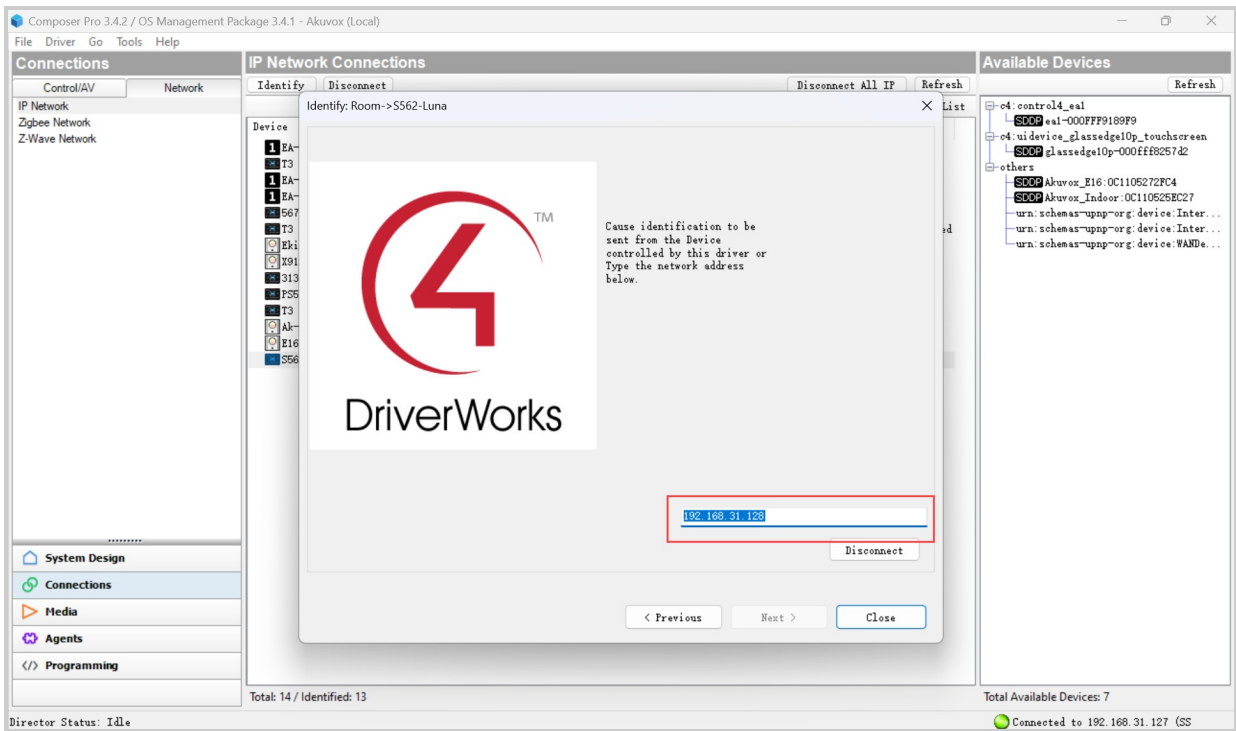 Composer Pro 3.4.2 / OS Management Package 3.4.1 - Akuvox (Local)
File Driver Go Tools Help
Connections
Control/AV Network
IP Network
Zigbee Network
Z-Wave Network
System Design
Connections
Media
Agents
Programming
IP Network Connections
Identify Disconnect Disconnect All IP Refresh
List
Device
EA-
T3
EA-
EA-
567
T3 ed
Eki
X91
313
PS5
T3
Ak-
E16
S56
Identify: Room->S562-Luna
4
TM
DriverWorks
Cause identification to be
sent from the Device
controlled by this driver or
Type the network address
below.
192.168.31.128
Disconnect
< Previous Next > Close
Total: 14 / Identified: 13
Available Devices
Refresh
c4:control4_ea1
SDDP ea1-000FFF9189F9
c4:uidevice_glassedge10p_touchscreen
SDDP glassedge10p-000fff8257d2
others
SDDP Akuvox_E16:0C1105272FC4
SDDP Akuvox_Indoor:0C110525EC27
urn:schemas-upnp-org:device:Inter...
urn:schemas-upnp-org:device:Inter...
urn:schemas-upnp-org:device:WANDe...
Total Available Devices: 7
Director Status: Idle
Connected to 192.168.31.127 (SS